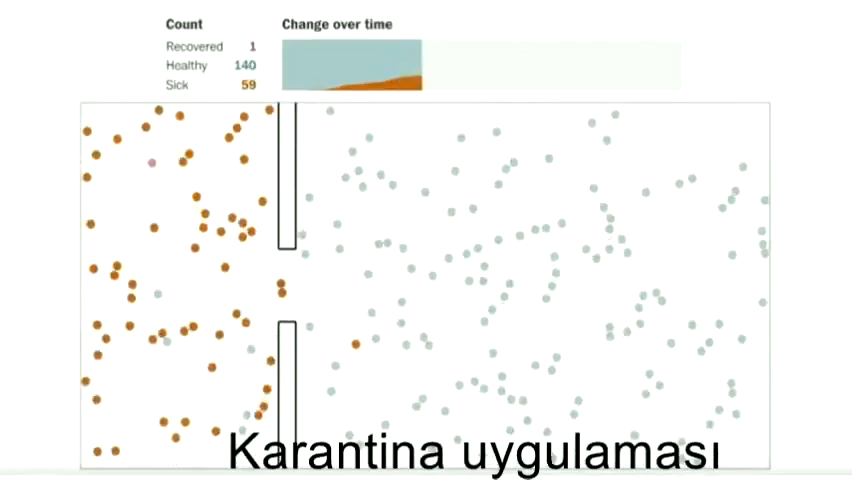 Count Change over time
Recovered 1
Healthy 140
Sick 59
Karantina uygulaması